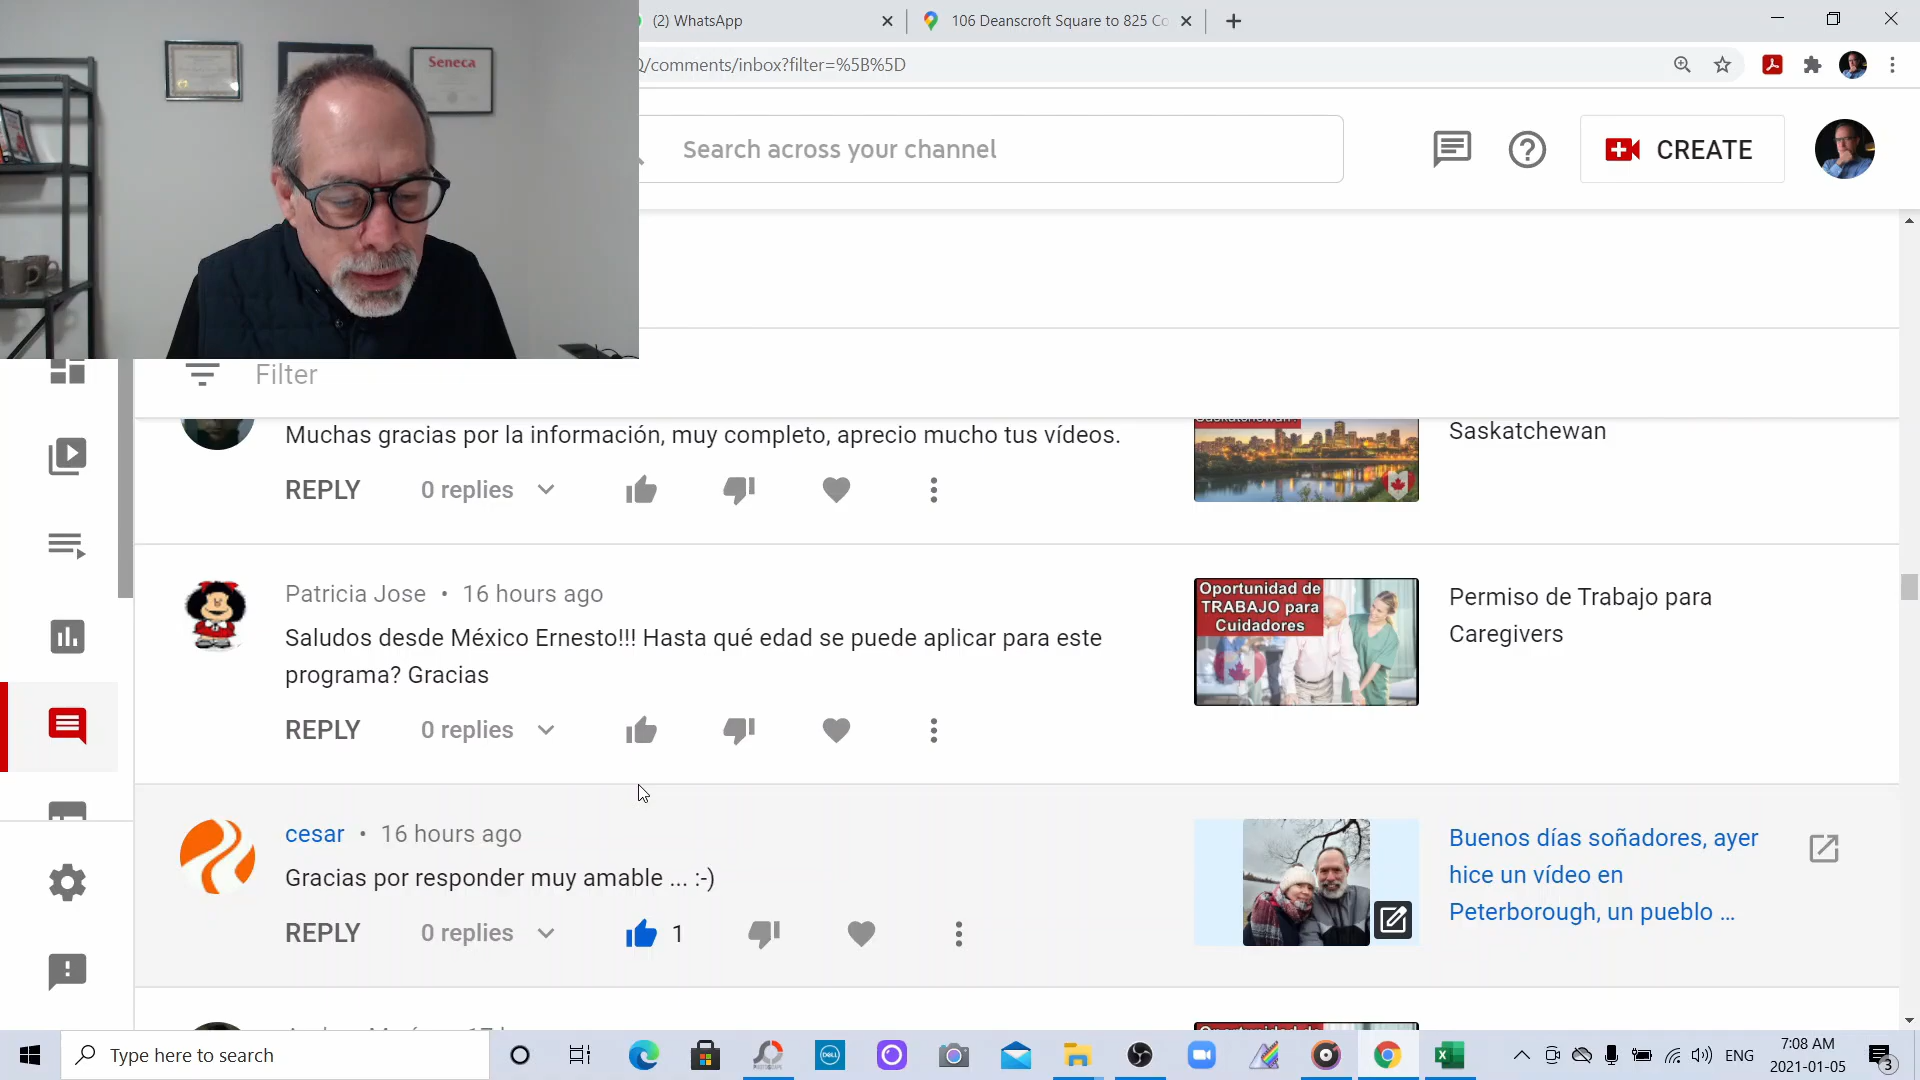 (2) WhatsApp
106 Deanscroft Square to 825 Co
/comments/inbox?filter=%5B%5D
Seneca
Search across your channel
CREATE
Filter
Muchas gracias por la información, muy completo, aprecio mucho tus vídeos.
REPLY 0 replies
Saskatchewan
Patricia Jose • 16 hours ago
Saludos desde México Ernesto!!! Hasta qué edad se puede aplicar para este
programa? Gracias
REPLY 0 replies
Oportunidad de
TRABAJO para
Cuidadores
Permiso de Trabajo para
Caregivers
cesar • 16 hours ago
Gracias por responder muy amable ... :-)
REPLY 0 replies 1
Buenos días soñadores, ayer
hice un vídeo en
Peterborough, un pueblo ...
Type here to search
DELL
ENG
7:08 AM
2021-01-05
3